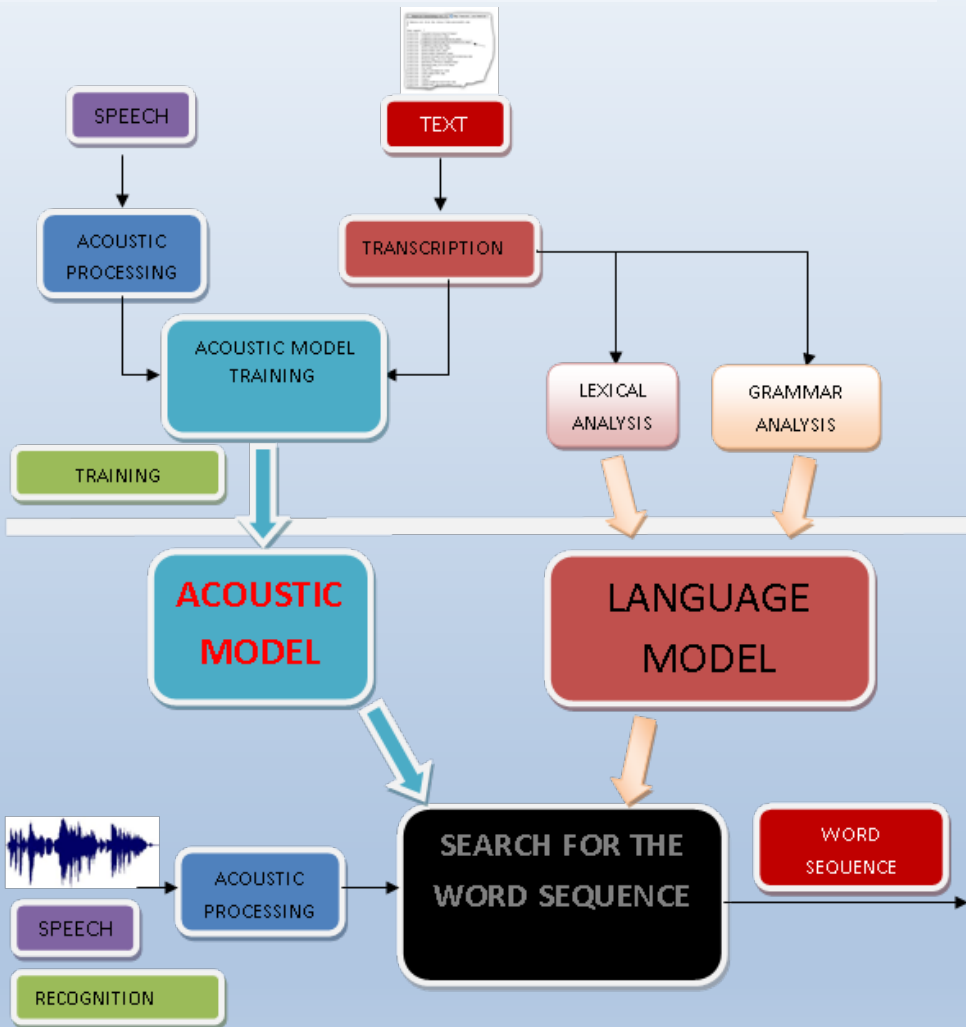 SPEECH
TEXT
ACOUSTIC
PROCESSING
TRANSCRIPTION
ACOUSTIC MODEL
TRAINING
LEXICAL
ANALYSIS
GRAMMAR
ANALYSIS
TRAINING
ACOUSTIC
MODEL
LANGUAGE
MODEL
SEARCH FOR THE
WORD SEQUENCE
WORD
SEQUENCE
ACOUSTIC
PROCESSING
SPEECH
RECOGNITION